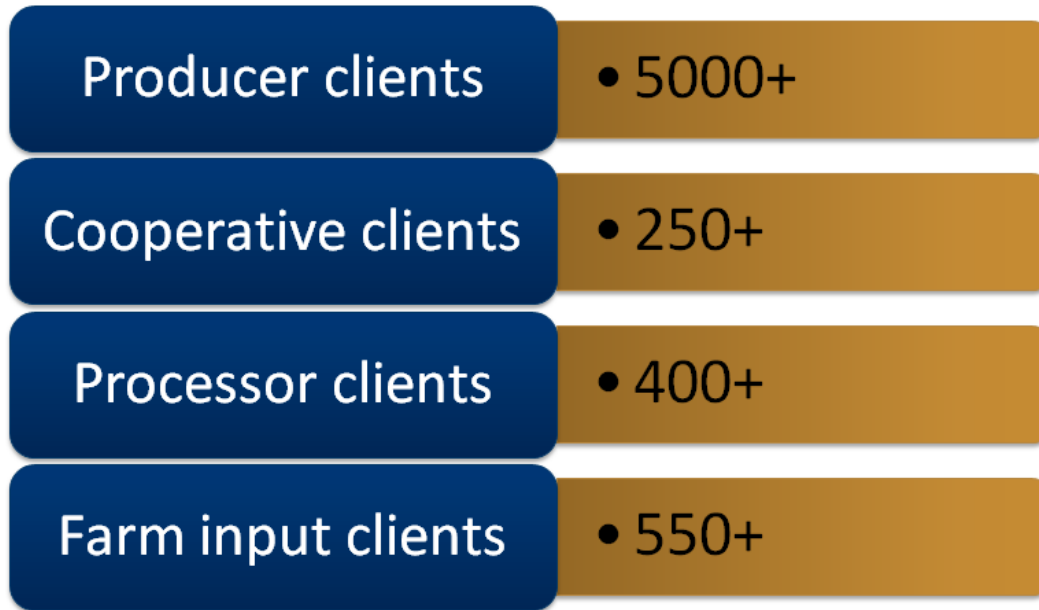 Producer clients
• 5000+
Cooperative clients
• 250+
Processor clients
• 400+
Farm input clients
• 550+